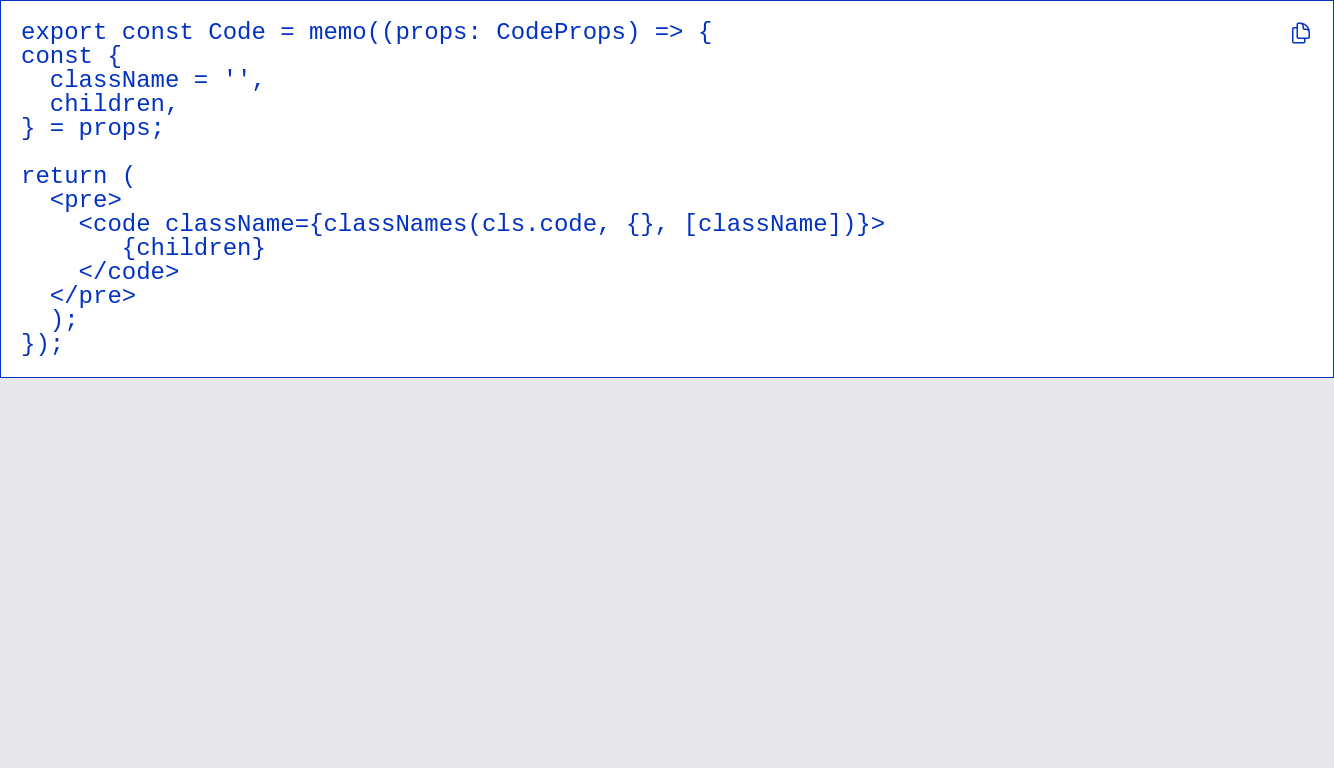 export const Code = memo((props: CodeProps) => {
const {
  className = '',
  children,
} = props;

return (
  <pre>
    <code className={classNames(cls.code, {}, [className])}>
       {children}
    </code>
  </pre>
  );
});